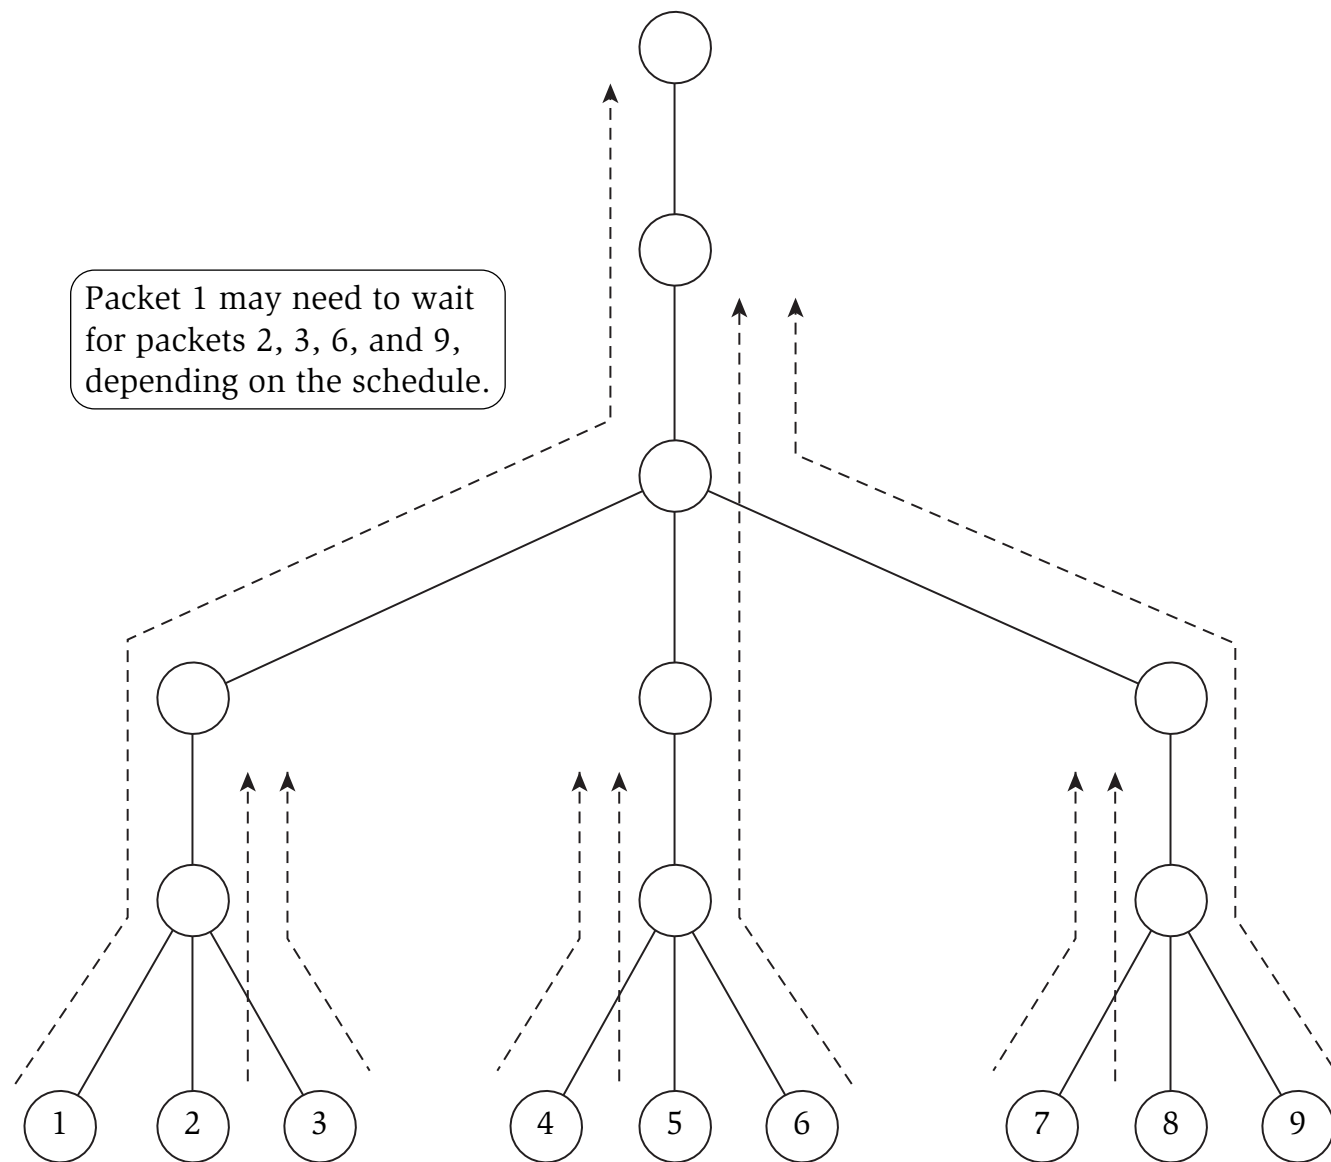 Packet 1 may need to wait
for packets 2, 3, 6, and 9,
depending on the schedule.
1 2 3 4 5 6 7 8 9